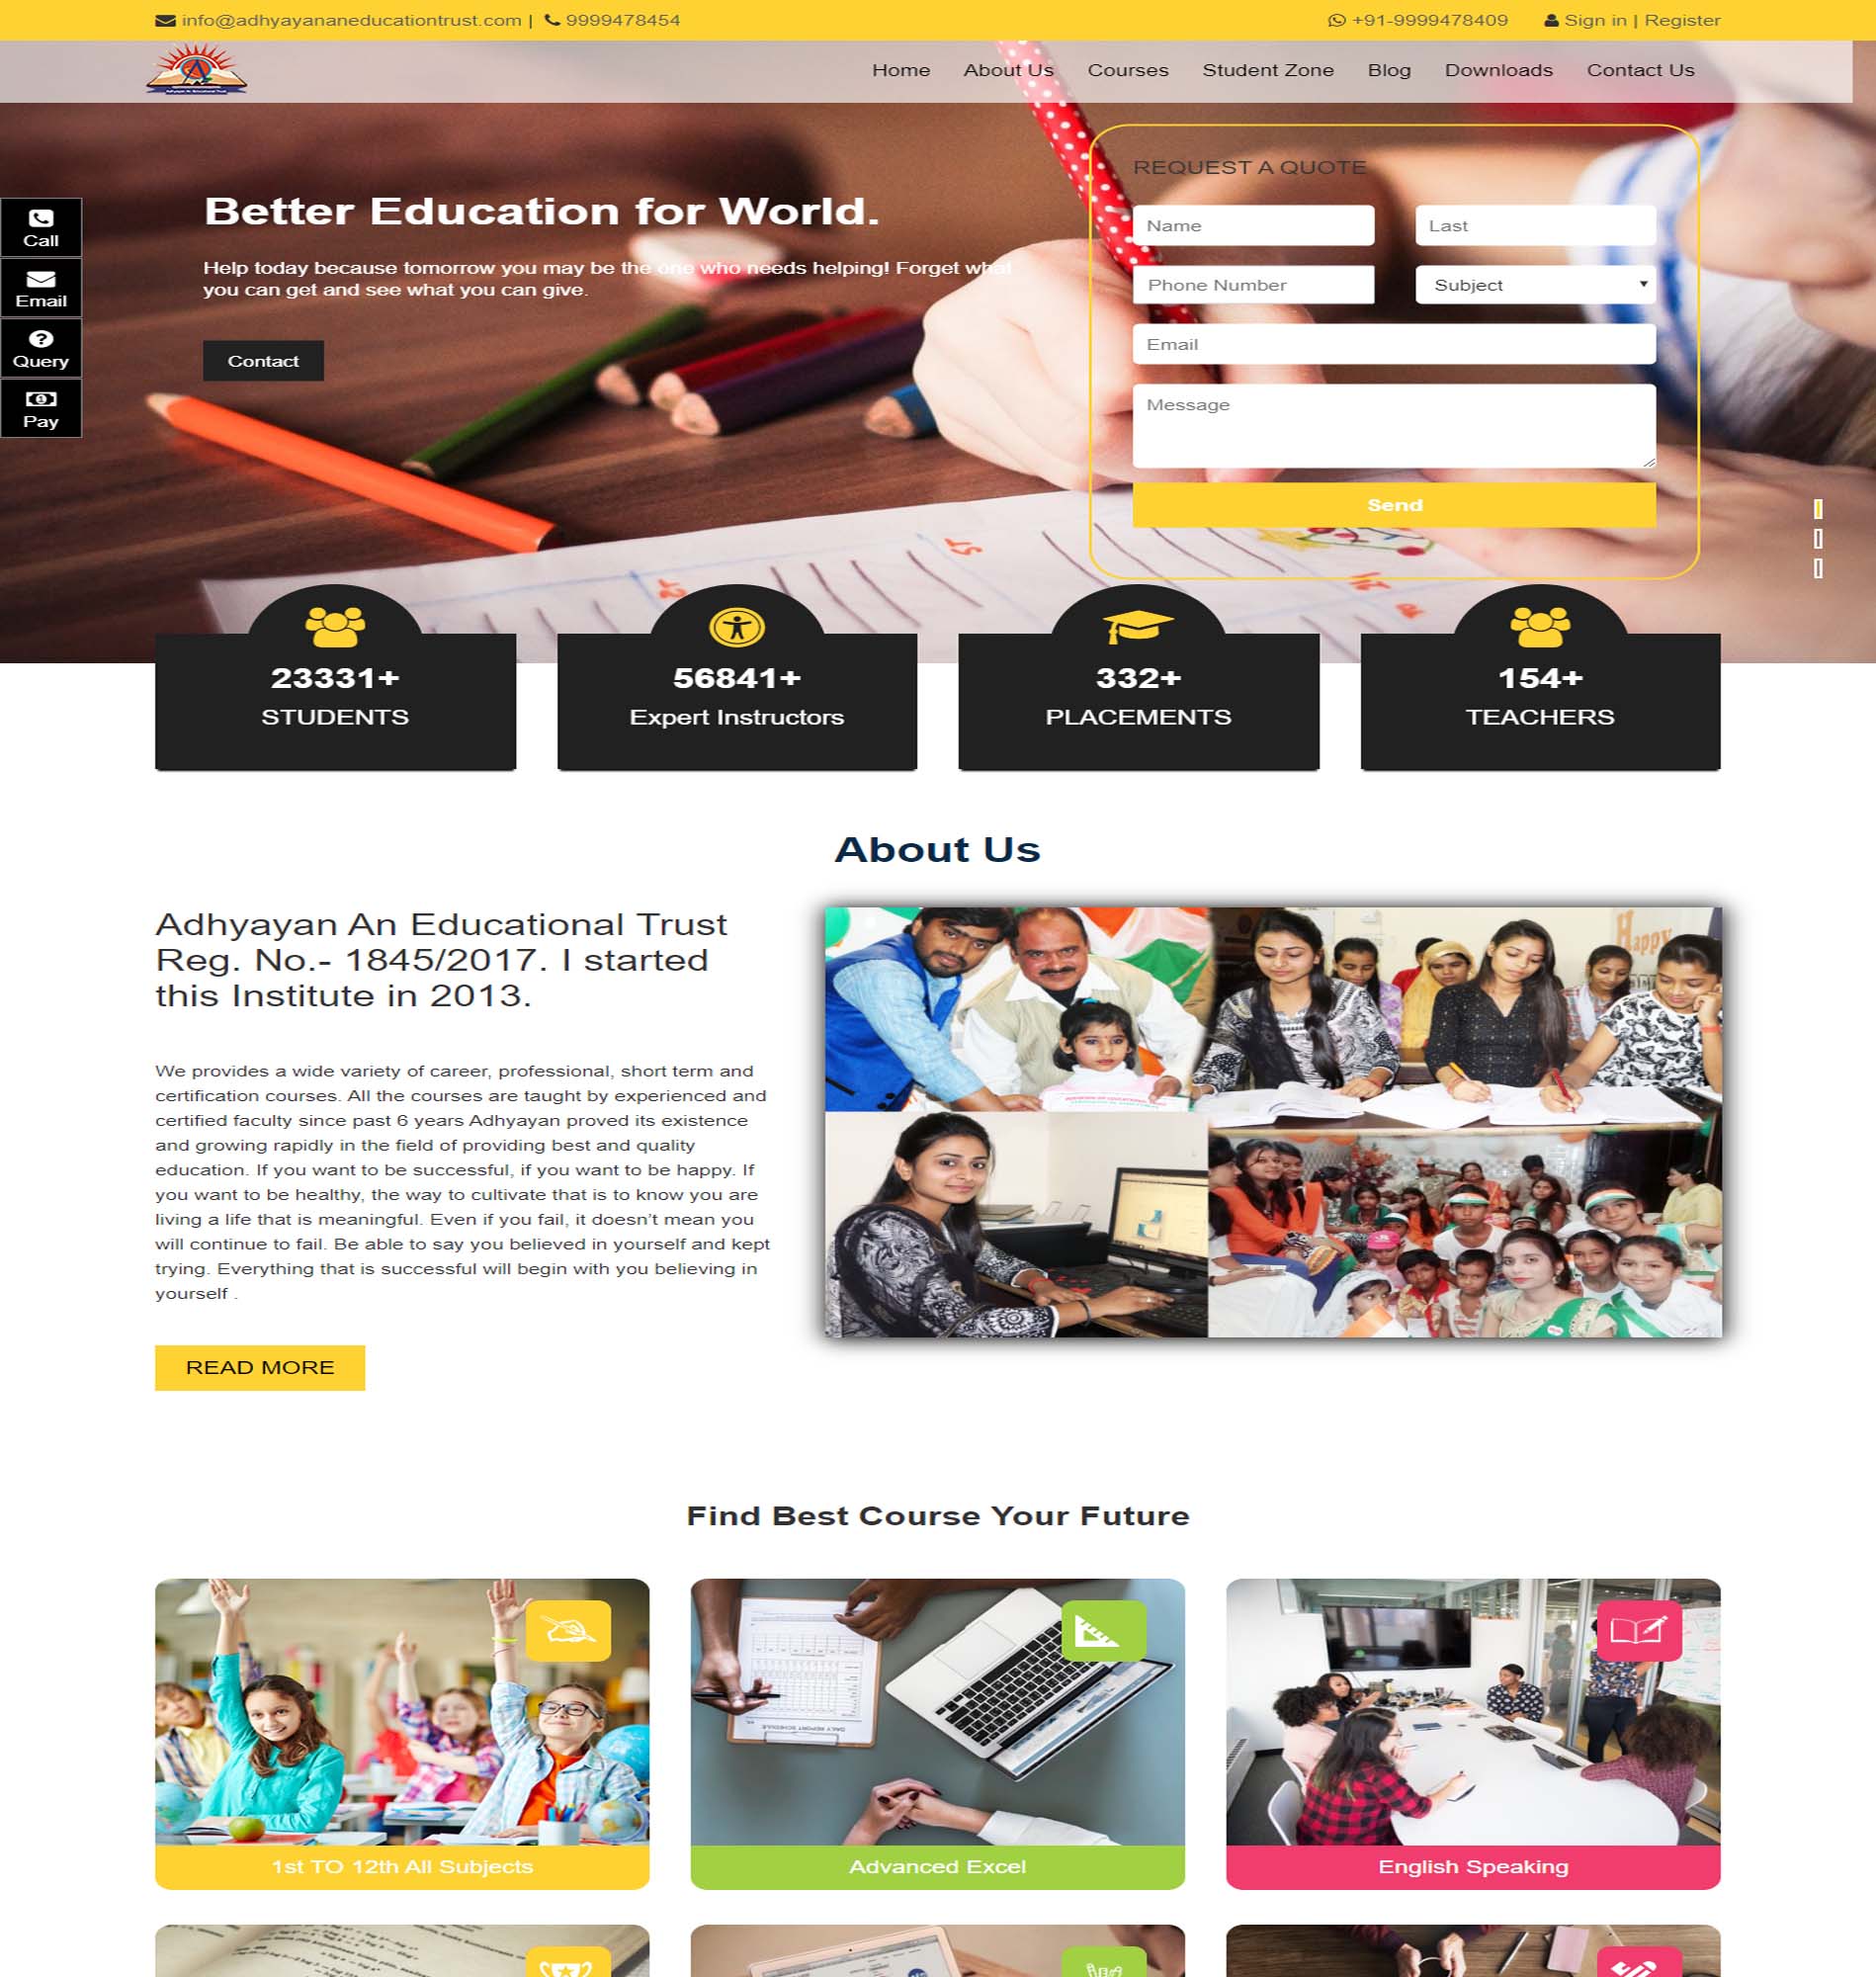 info@adhyayananeducationtrust.com | 9999478454
+91-9999478409 Sign in | Register
Home About Us Courses Student Zone Blog Downloads Contact Us
Call
Email
Query
Pay
Better Education for World.
Help today because tomorrow you may be the one who needs helping! Forget what
you can get and see what you can give.
Contact
REQUEST A QUOTE
Name Last
Phone Number Subject
Email
Message
Send
23331+
STUDENTS
56841+
Expert Instructors
332+
PLACEMENTS
154+
TEACHERS
About Us
Adhyayan An Educational Trust
Reg. No.- 1845/2017. I started
this Institute in 2013.
We provides a wide variety of career, professional, short term and
certification courses. All the courses are taught by experienced and
certified faculty since past 6 years Adhyayan proved its existence
and growing rapidly in the field of providing best and quality
education. If you want to be successful, if you want to be happy. If
you want to be healthy, the way to cultivate that is to know you are
living a life that is meaningful. Even if you fail, it doesn’t mean you
will continue to fail. Be able to say you believed in yourself and kept
trying. Everything that is successful will begin with you believing in
yourself .
READ MORE
Happy
Find Best Course Your Future
DAILY REPORT SCHEDULE
1st TO 12th All Subjects
Advanced Excel
English Speaking